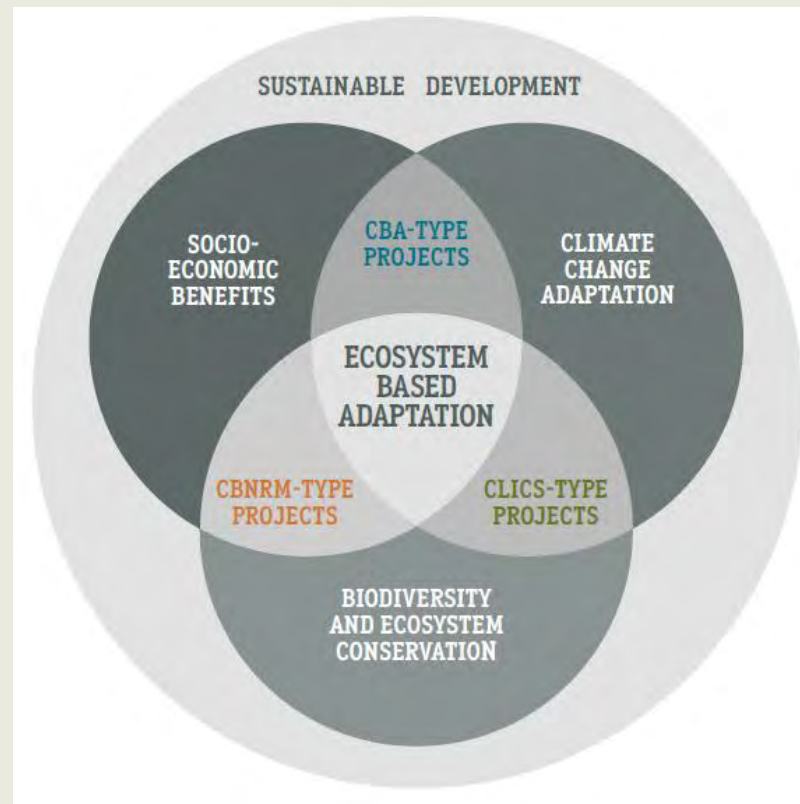 SUSTAINABLE DEVELOPMENT
SOCIO-
ECONOMIC
BENEFITS
CBA-TYPE
PROJECTS
CLIMATE
CHANGE
ADAPTATION
ECOSYSTEM
BASED
ADAPTATION
CBNRM-TYPE
PROJECTS
CLICS-TYPE
PROJECTS
BIODIVERSITY
AND ECOSYSTEM
CONSERVATION